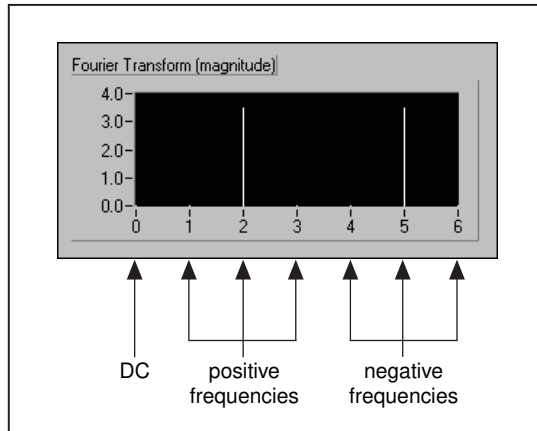 Fourier Transform (magnitude)
4.0
3.0
2.0
1.0
0.0
0 1 2 3 4 5 6
DC positive negative
frequencies frequencies